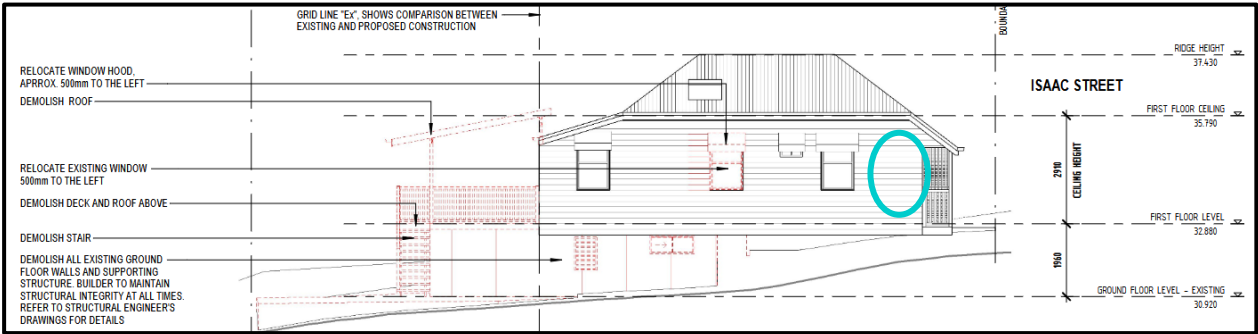 GRID LINE "Ex", SHOWS COMPARISON BETWEEN
EXISTING AND PROPOSED CONSTRUCTION
RELOCATE WINDOW HOOD,
APRROX. 500mm TO THE LEFT
DEMOLISH ROOF
RELOCATE EXISTING WINDOW
500mm TO THE LEFT
DEMOLISH DECK AND ROOF ABOVE
DEMOLISH STAIR
DEMOLISH ALL EXISTING GROUND
FLOOR WALLS AND SUPPORTING
STRUCTURE. BUILDER TO MAINTAIN
STRUCTURAL INTEGRITY AT ALL TIMES.
REFER TO STRUCTURAL ENGINEER'S
DRAWINGS FOR DETAILS
BOUNDA
ISAAC STREET
RIDGE HEIGHT
37.430
FIRST FLOOR CEILING
35.790
2910
CEILING HEIGHT
FIRST FLOOR LEVEL
32.880
1960
GROUND FLOOR LEVEL - EXISTING
30.920